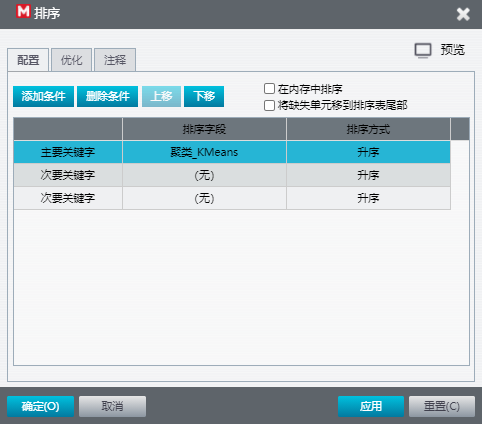 M 排序
预览
配置 优化 注释
添加条件 删除条件 上移 下移
在内存中排序
将缺失单元移到排序表尾部
排序字段 排序方式
主要关键字 聚类_KMeans 升序
次要关键字 (无) 升序
次要关键字 (无) 升序
确定(O) 取消 应用 重置(C)